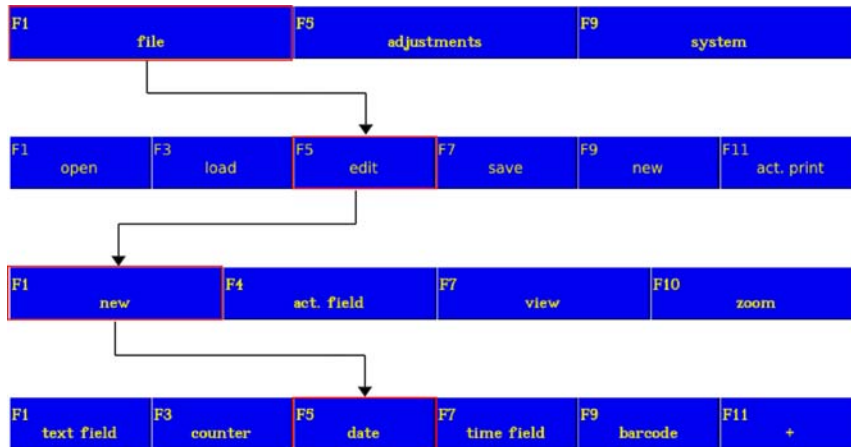 F1 F5 F9
file adjustments system
F1 F3 F5 F7 F9 F11
open load edit save new act. print
F1 F4 F7 F10
new act. field view zoom
F1 F3 F5 F7 F9 F11
text field counter date time field barcode +